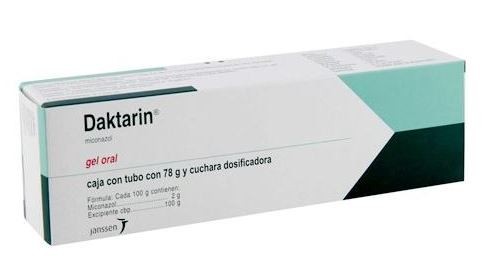 Daktarin®
miconazol
gel oral
caja con tubo con 78 g y cuchara dosificadora
Fórmula: Cada 100 g contienen:
Miconazol....................2 g
Excipiente cbp...............100 g
janssen